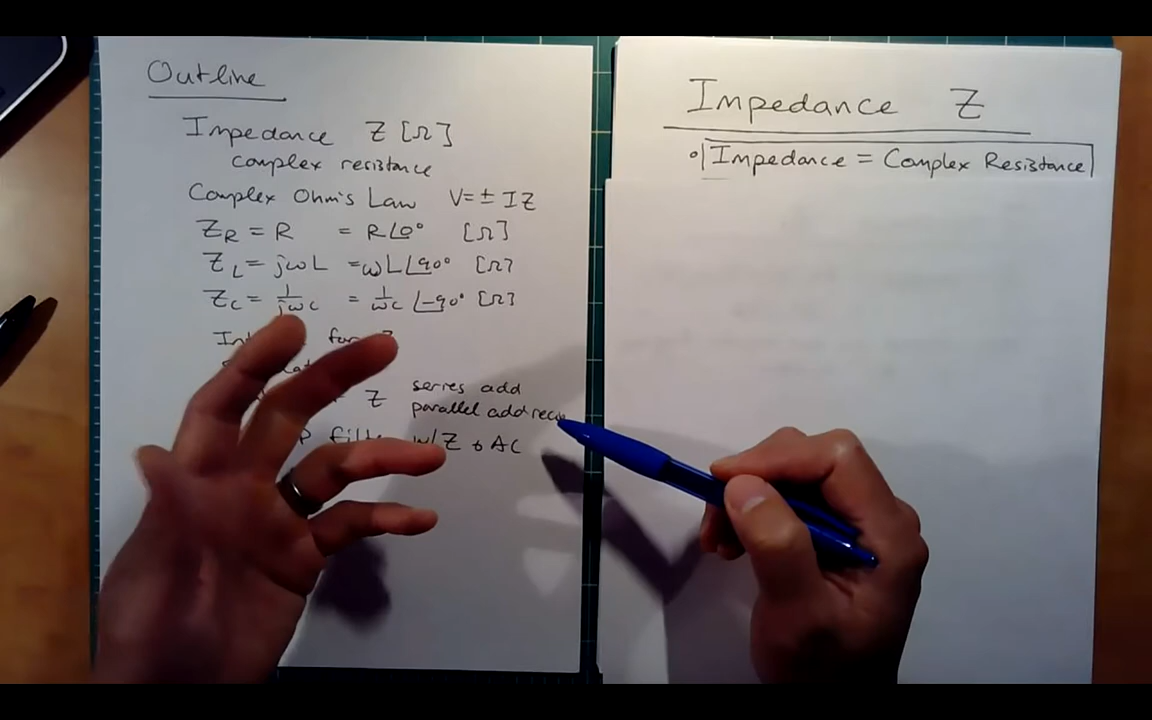 Outline
Impedance Z [Ω]
complex resistance
Complex Ohm's Law V=± IZ
Z_R = R = R∠0° [Ω]
Z_L = jωL = ωL∠90° [Ω]
Z_C = 1/jωC = 1/ωC ∠-90° [Ω]
Z series add
parallel add
w/Z & AC
Impedance Z
Impedance = Complex Resistance